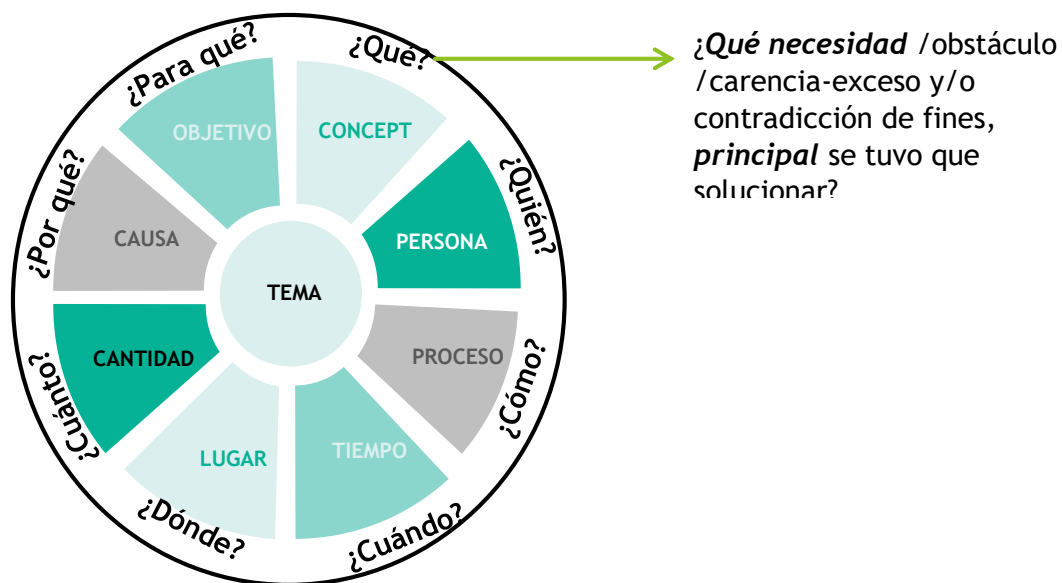 ¿Para qué?
¿Qué?
¿Quién?
¿Cómo?
¿Cuándo?
¿Dónde?
¿Cuánto?
¿Por qué?
OBJETIVO
CONCEPT
PERSONA
PROCESO
TIEMPO
LUGAR
CANTIDAD
CAUSA
TEMA
¿Qué necesidad /obstáculo
/carencia-exceso y/o
contradicción de fines,
principal se tuvo que
solucionar?